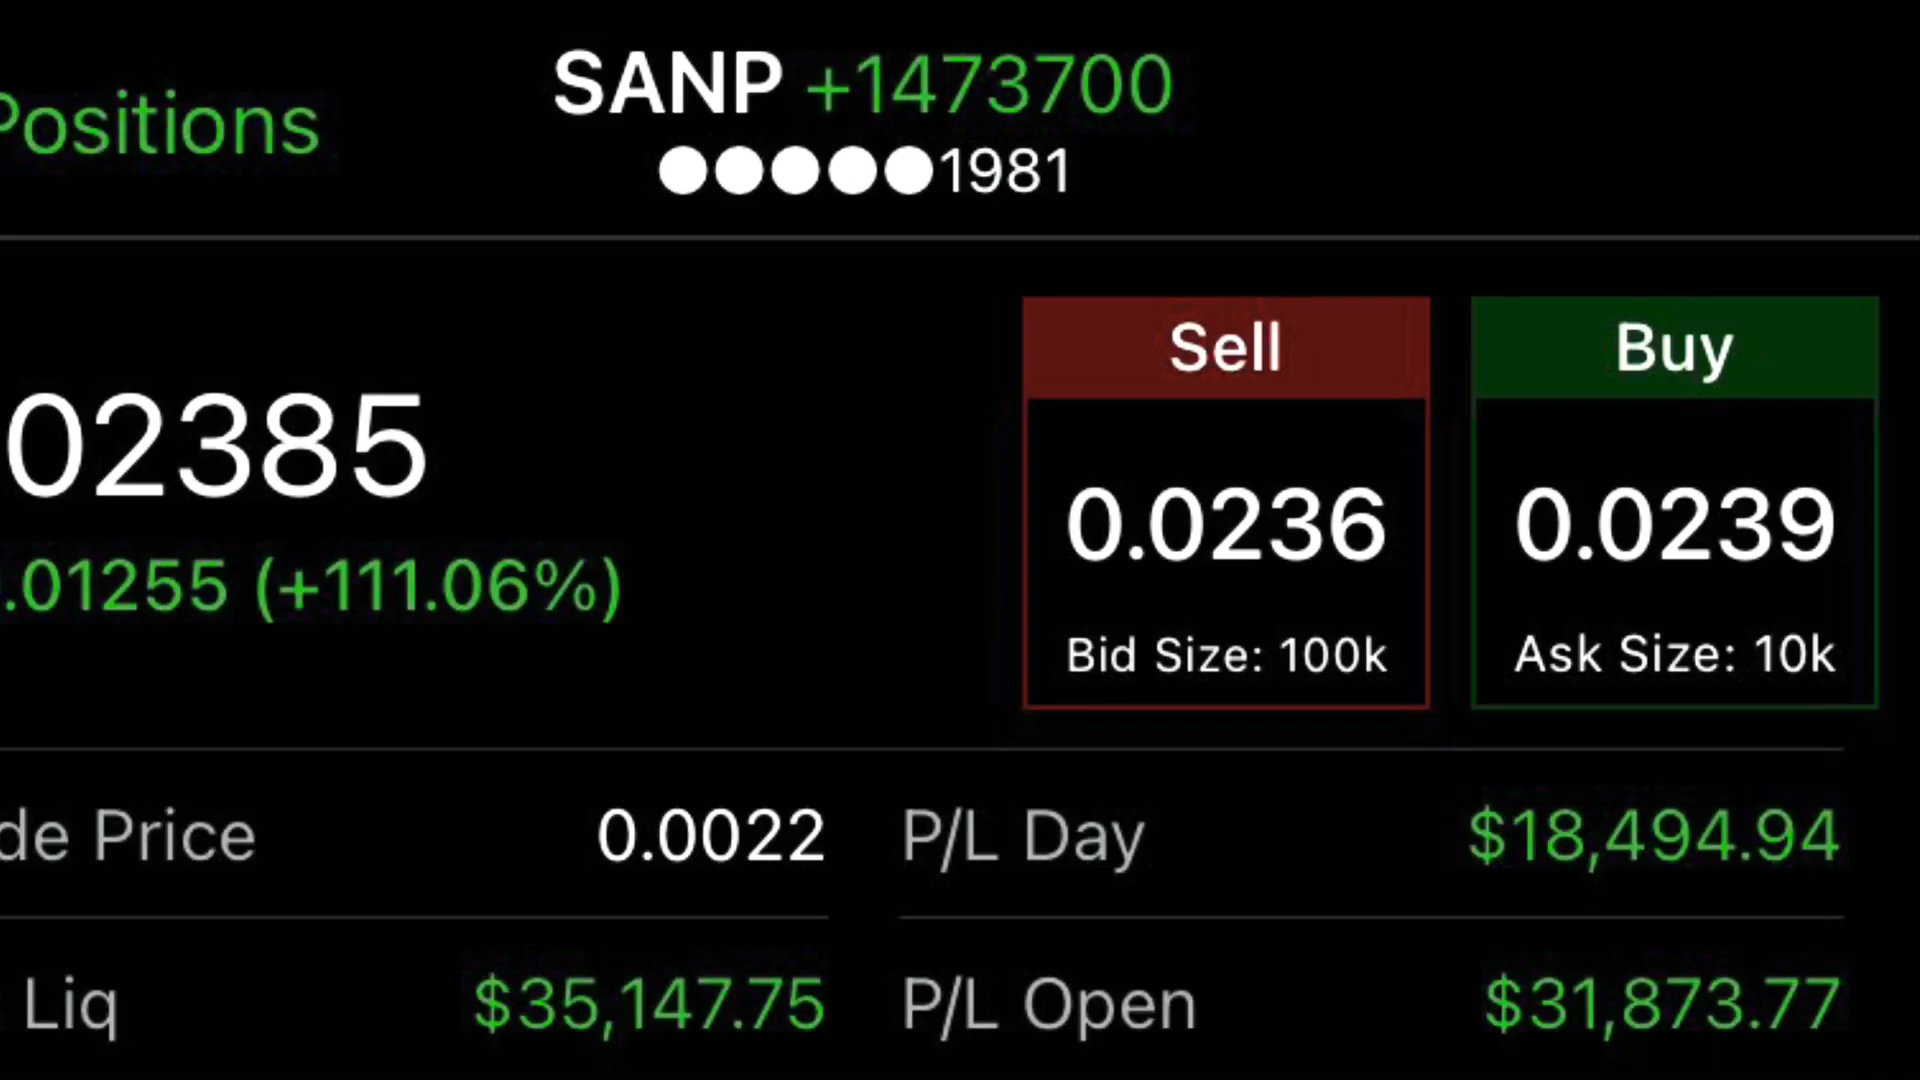 SANP +1473700
Positions
●●●●●1981
Sell
Buy
02385
0.0236
0.0239
.01255 (+111.06%)
Bid Size: 100k
Ask Size: 10k
de Price 0.0022 P/L Day $18,494.94
Liq $35,147.75 P/L Open $31,873.77